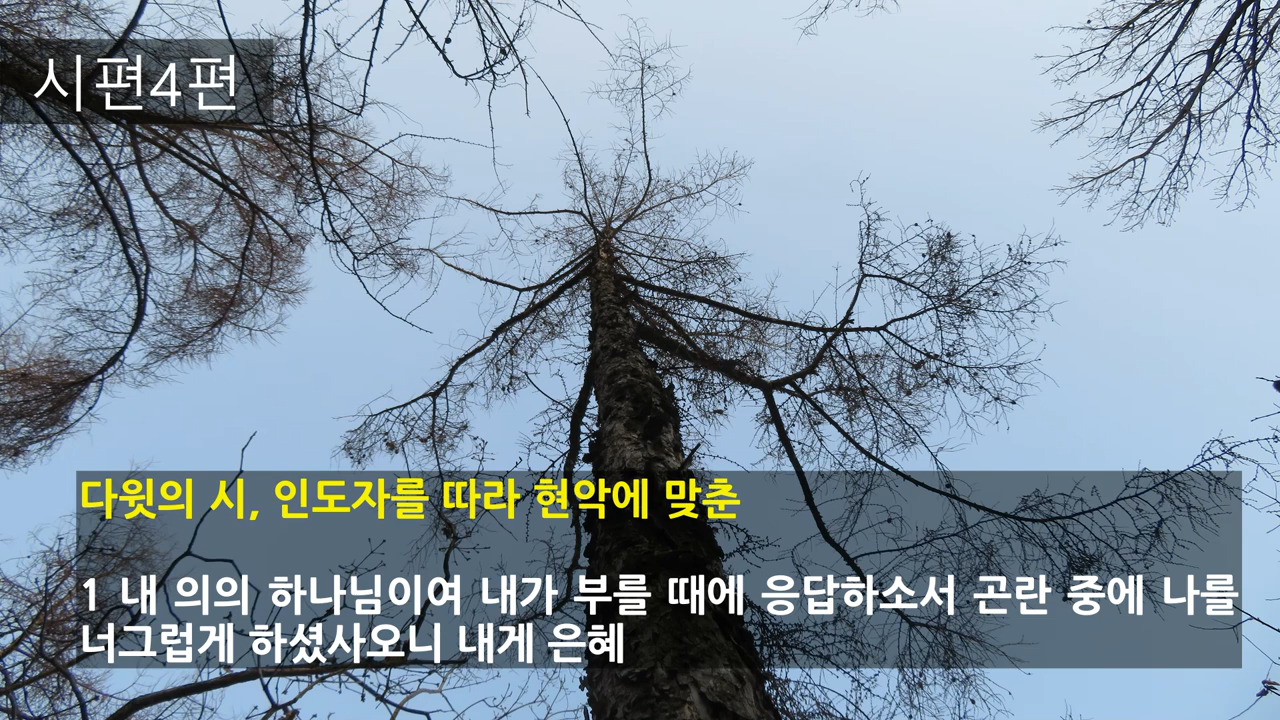 시편4편
다윗의 시, 인도자를 따라 현악에 맞춘
1 내 의의 하나님이여 내가 부를 때에 응답하소서 곤란 중에 나를
너그럽게 하셨사오니 내게 은혜